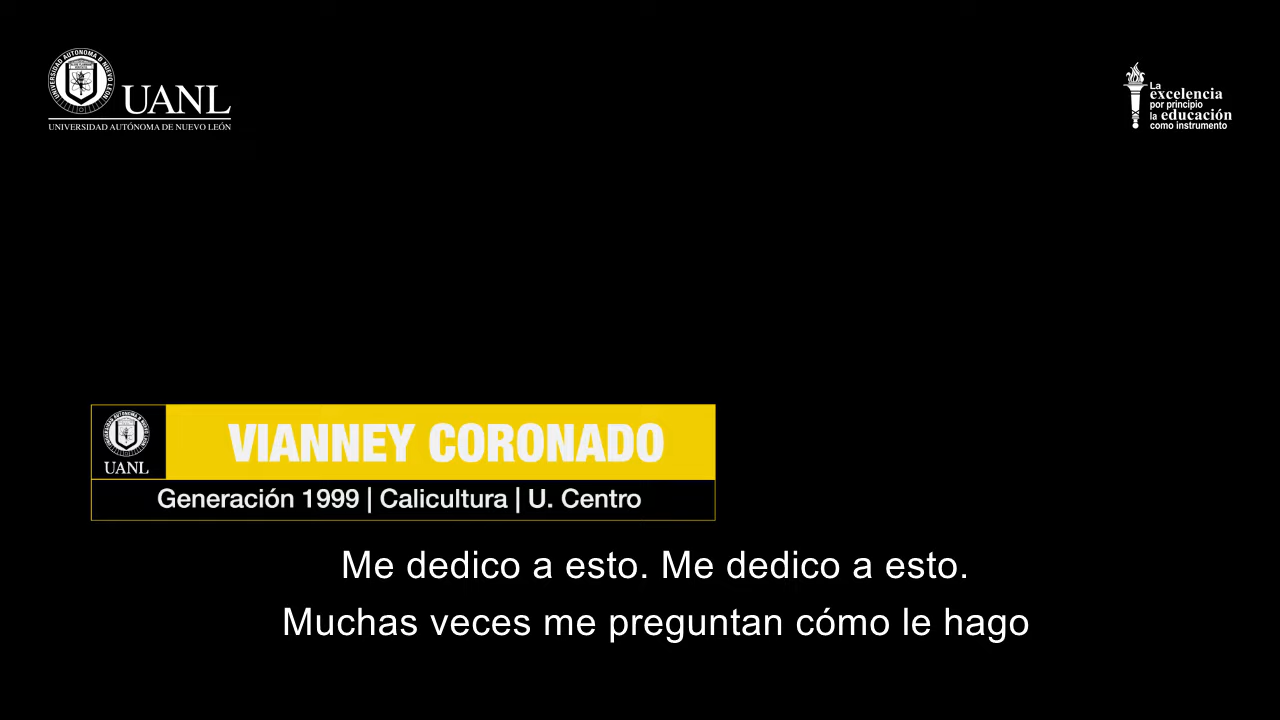 UANL
UNIVERSIDAD AUTÓNOMA DE NUEVO LEÓN
La
excelencia
por principio
la educación
como instrumento
VIANNEY CORONADO
UANL
Generación 1999 | Calicultura | U. Centro
Me dedico a esto. Me dedico a esto.
Muchas veces me preguntan cómo le hago